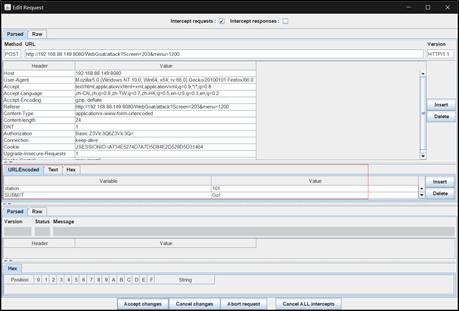 Edit Request
Intercept requests : Intercept responses :
Parsed Raw
Method URL Version
POST http://192.168.88.149:8080/WebGoat/attack?Screen=203&menu=1200 HTTP/1.1
Header Value
Host 192.168.88.149:8080
User-Agent Mozilla/5.0 (Windows NT 10.0; Win64; x64; rv:66.0) Gecko/20100101 Firefox/66.0
Accept text/html,application/xhtml+xml,application/xml;q=0.9,*/*;q=0.8
Accept-Language zh-CN,zh;q=0.8,zh-TW;q=0.7,zh-HK;q=0.5,en-US;q=0.3,en;q=0.2
Accept-Encoding gzip, deflate
Referer http://192.168.88.149:8080/WebGoat/attack?Screen=203&menu=1200
Content-Type application/x-www-form-urlencoded
Content-length 24
DNT 1
Authorization Basic
Connection keep-alive
Cookie
Upgrade-Insecure-Requests 1
Insert
Delete
URLEncoded Text Hex
Variable Value
station 101
SUBMIT Go!
Insert
Delete
Parsed Raw
Version Status Message
Header Value
Hex
Position 0 1 2 3 4 5 6 7 8 9 A B C D E F String
Accept changes Cancel changes Abort request Cancel ALL intercepts